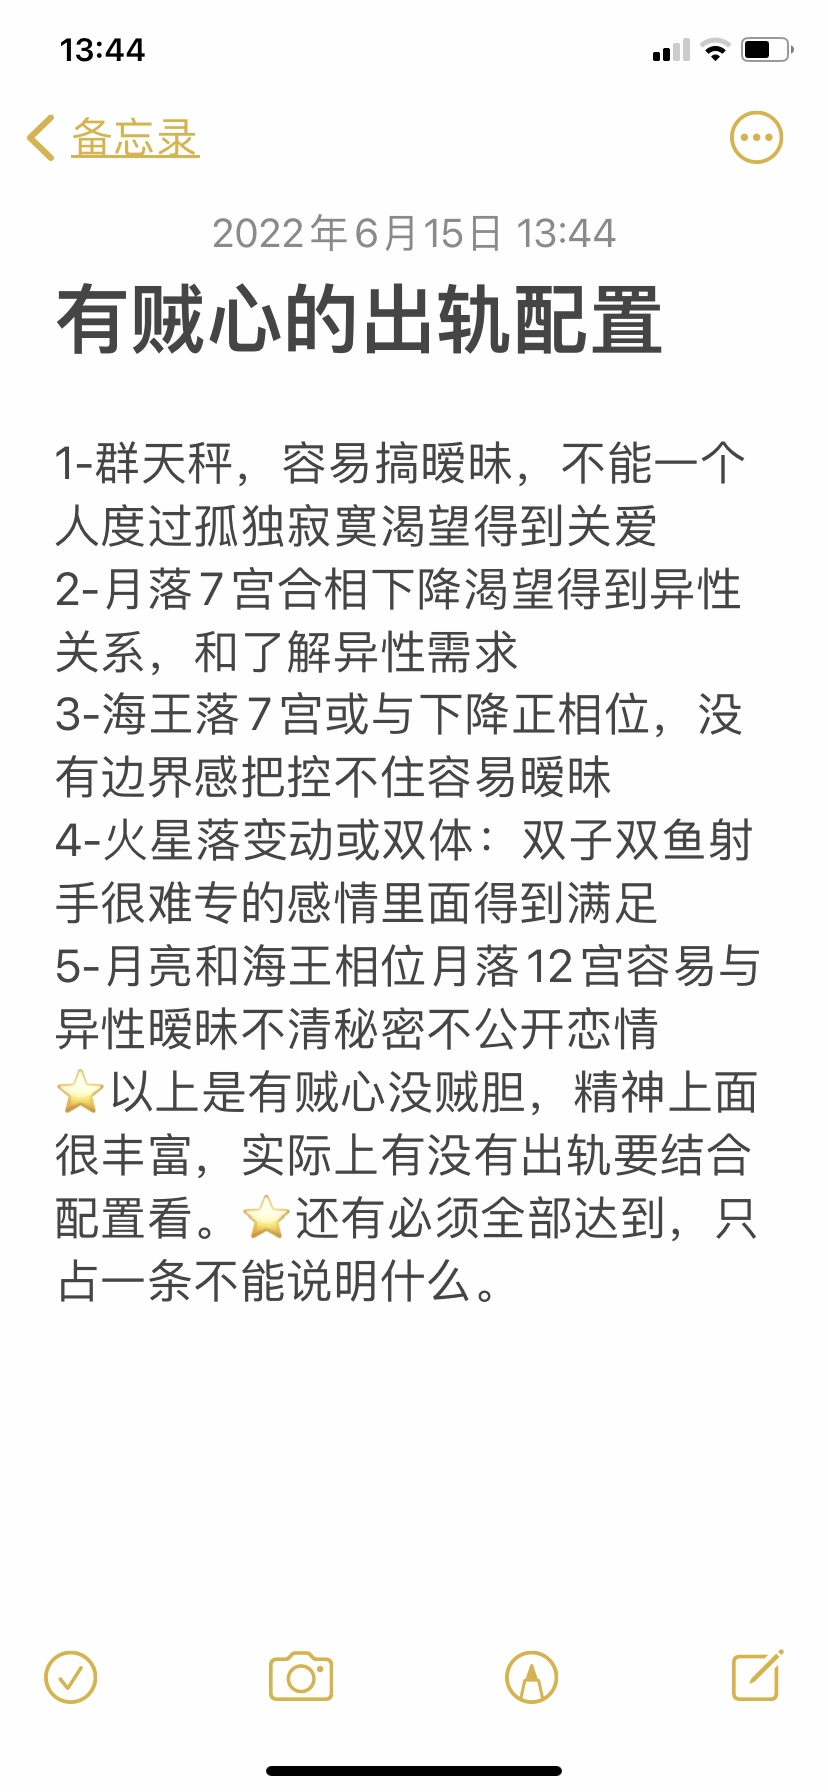 13:44
备忘录
2022年6月15日 13:44
有贼心的出轨配置
1-群天秤，容易搞暧昧，不能一个
人度过孤独寂寞渴望得到关爱
2-月落7宫合相下降渴望得到异性
关系，和了解异性需求
3-海王落7宫或与下降正相位，没
有边界感把控不住容易暧昧
4-火星落变动或双体：双子双鱼射
手很难专的感情里面得到满足
5-月亮和海王相位月落12宫容易与
异性暧昧不清秘密不公开恋情
⭐以上是有贼心没贼胆，精神上面
很丰富，实际上有没有出轨要结合
配置看。⭐还有必须全部达到，只
占一条不能说明什么。